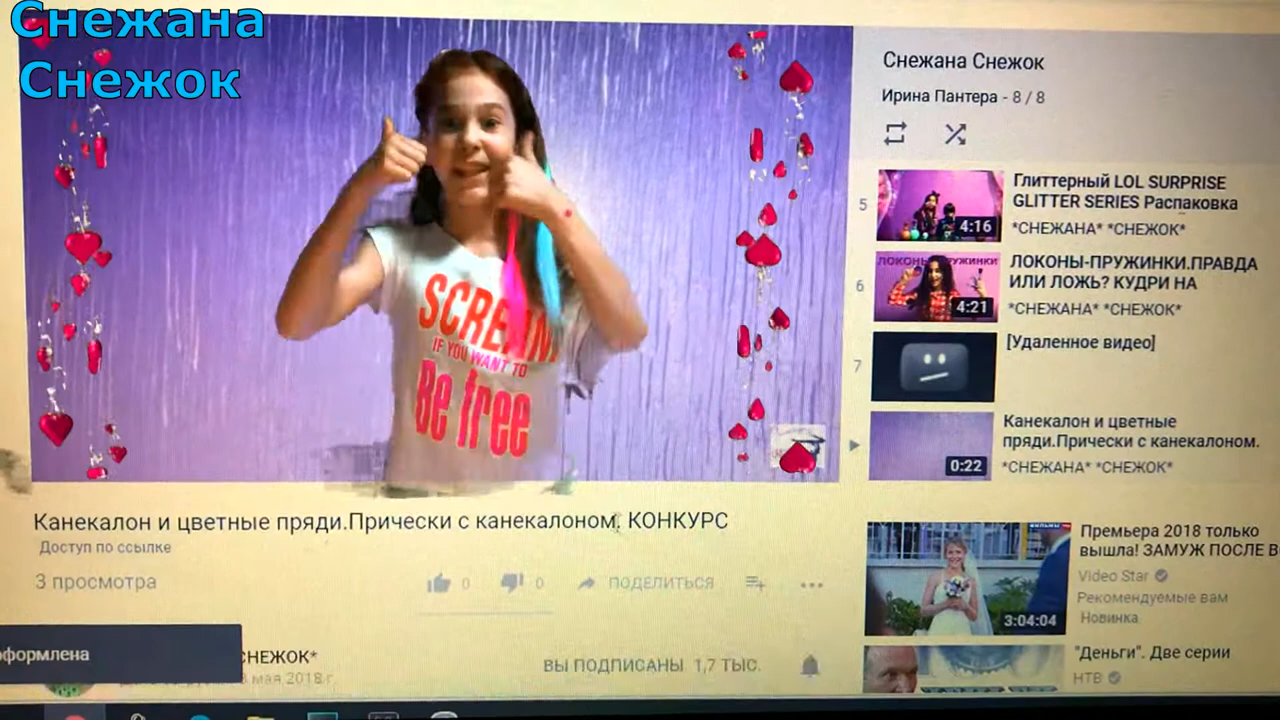 Снежана
Снежок
SCREAM
IF YOU WANT TO
Be free
Канекалон и цветные пряди.Прически с канекалоном. КОНКУРС
Доступ по ссылке
3 просмотра
0
0
ПОДЕЛИТЬСЯ
оформлена
СНЕЖОК*
мая 2018 г.
ВЫ ПОДПИСАНЫ 1,7 ТЫС.
Снежана Снежок
Ирина Пантера - 8 / 8
5
4:16
Глиттерный LOL SURPRISE
GLITTER SERIES Распаковка
*СНЕЖАНА* *СНЕЖОК*
6
ЛОКОНЫ ПРУЖИНКИ
4:21
ЛОКОНЫ-ПРУЖИНКИ.ПРАВДА
ИЛИ ЛОЖЬ? КУДРИ НА
*СНЕЖАНА* *СНЕЖОК*
7
[Удаленное видео]
0:22
Канекалон и цветные
пряди.Прически с канекалоном.
*СНЕЖАНА* *СНЕЖОК*
3:04:04
Премьера 2018 только
вышла! ЗАМУЖ ПОСЛЕ В
Video Star
Рекомендуемые вам
Новинка
"Деньги". Две серии
НТВ